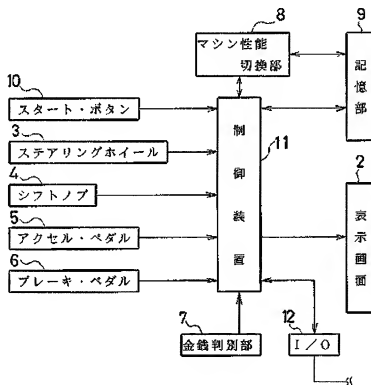 8
マシン性能
切換部
9
記憶部
10
スタート・ボタン
3
ステアリングホイール
11
制御装置
4
シフトノブ
2
表示画面
5
アクセル・ペダル
6
ブレーキ・ペダル
7
金銭判別部
12
I/O